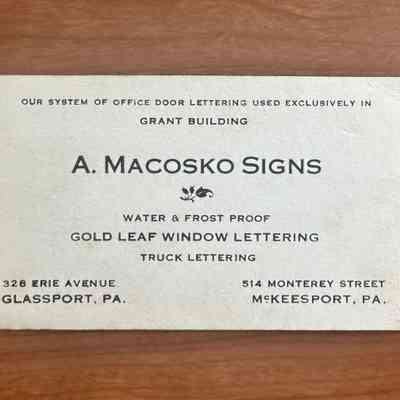 OUR SYSTEM OF OFFICE DOOR LETTERING USED EXCLUSIVELY IN
GRANT BUILDING
A. MACOSKO SIGNS
WATER & FROST PROOF
GOLD LEAF WINDOW LETTERING
TRUCK LETTERING
326 ERIE AVENUE
GLASSPORT, PA.
514 MONTEREY STREET
McKEESPORT, PA.